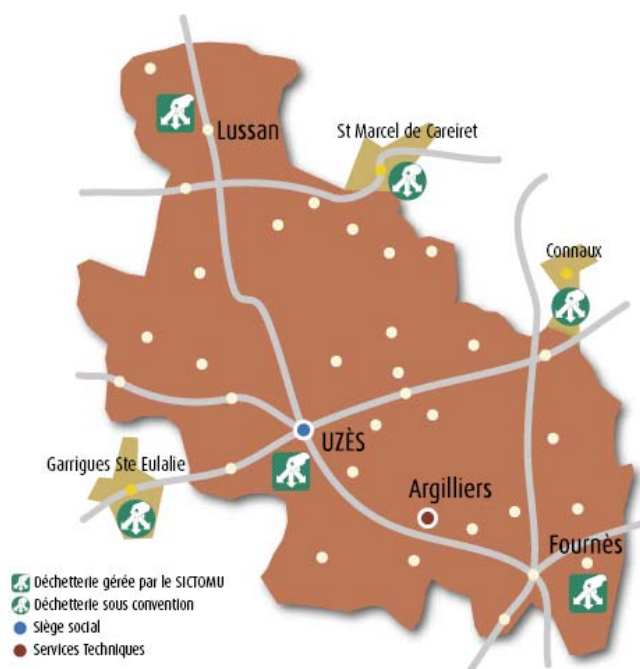 Lussan
St Marcel de Careiret
Connaux
UZÈS
Garrigues Ste Eulalie
Argilliers
Fournès
Déchetterie gérée par le SICTOMU
Déchetterie sous convention
Siège social
Services Techniques